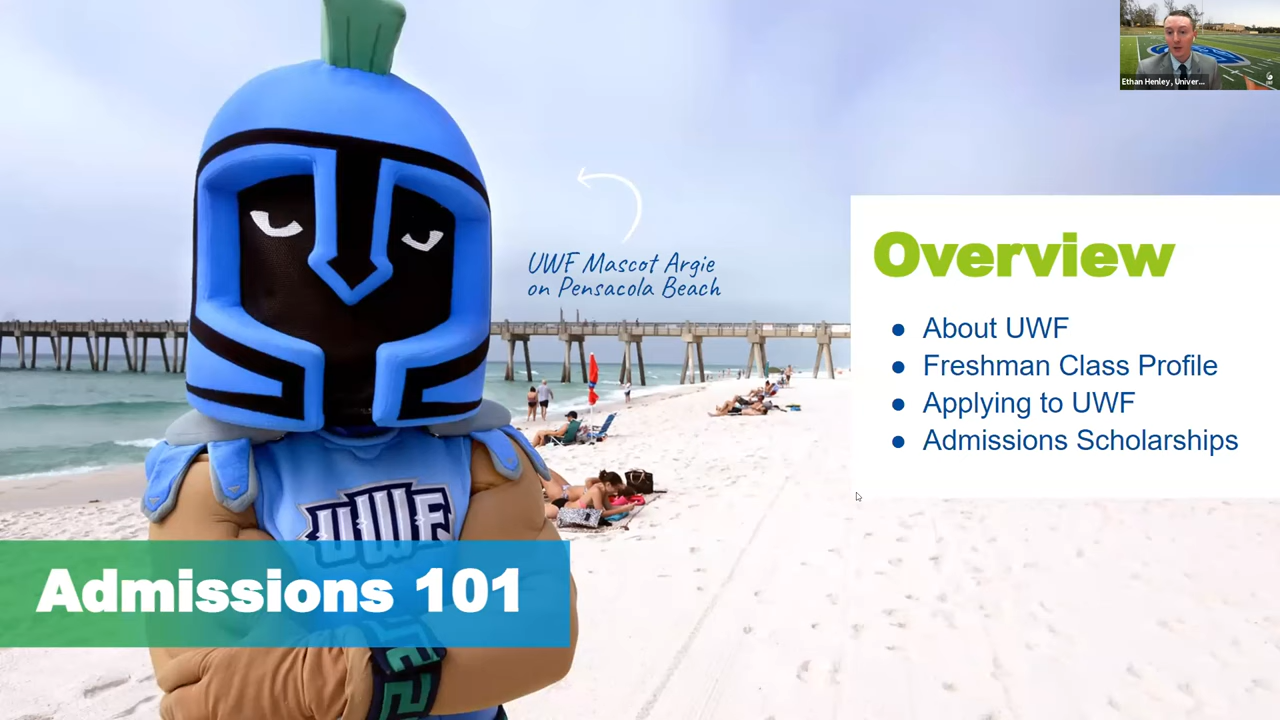 Ethan Henley, Univer...
UWF Mascot Argie
on Pensacola Beach
Overview
● About UWF
● Freshman Class Profile
● Applying to UWF
● Admissions Scholarships
UWF
Admissions 101